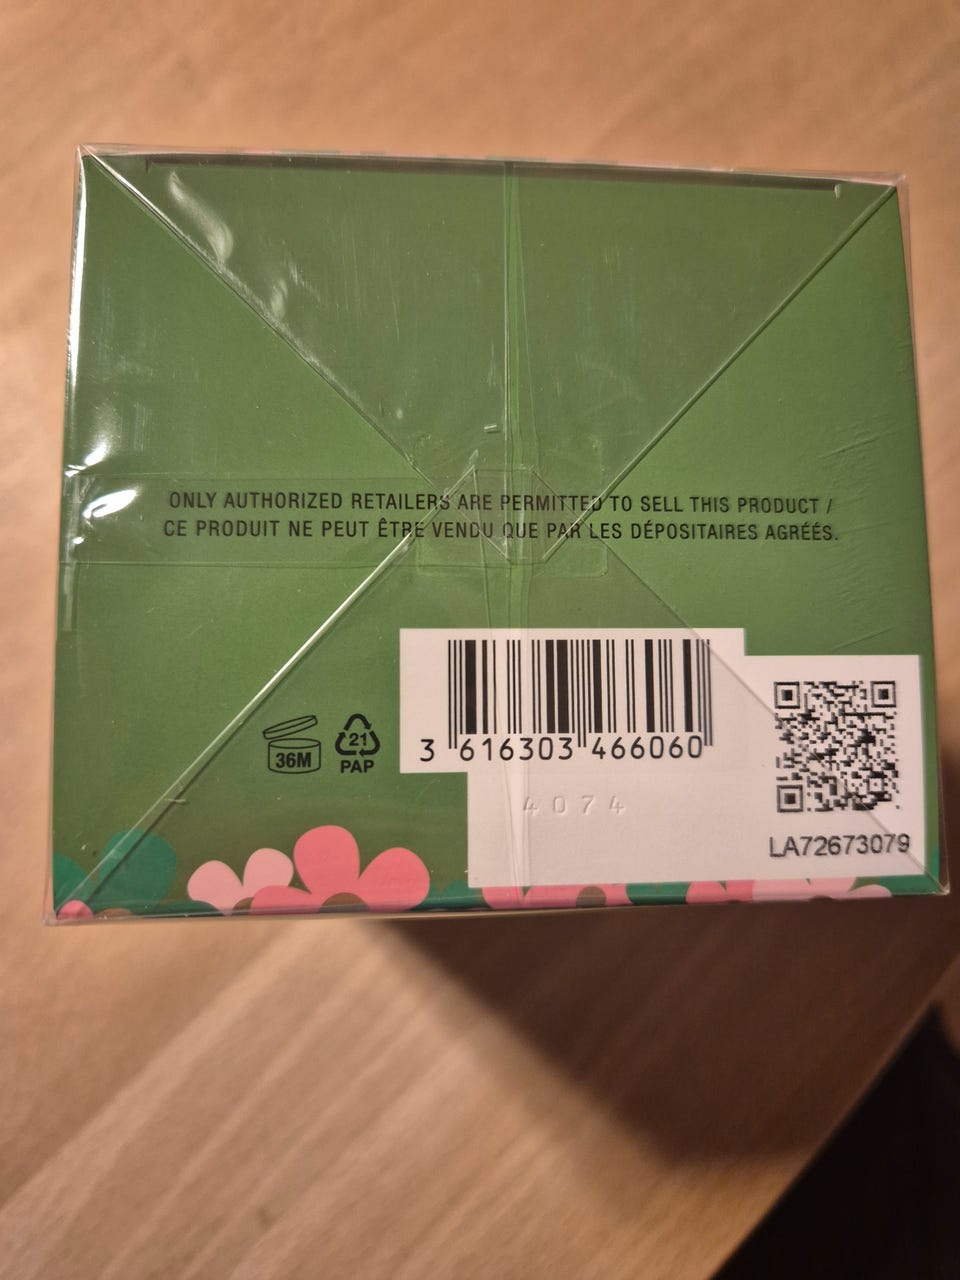 ONLY AUTHORIZED RETAILERS ARE PERMITTED TO SELL THIS PRODUCT /
CE PRODUIT NE PEUT ÊTRE VENDU QUE PAR LES DÉPOSITAIRES AGRÉÉS.
36M
21
PAP
3 616303 466060
4074
LA72673079